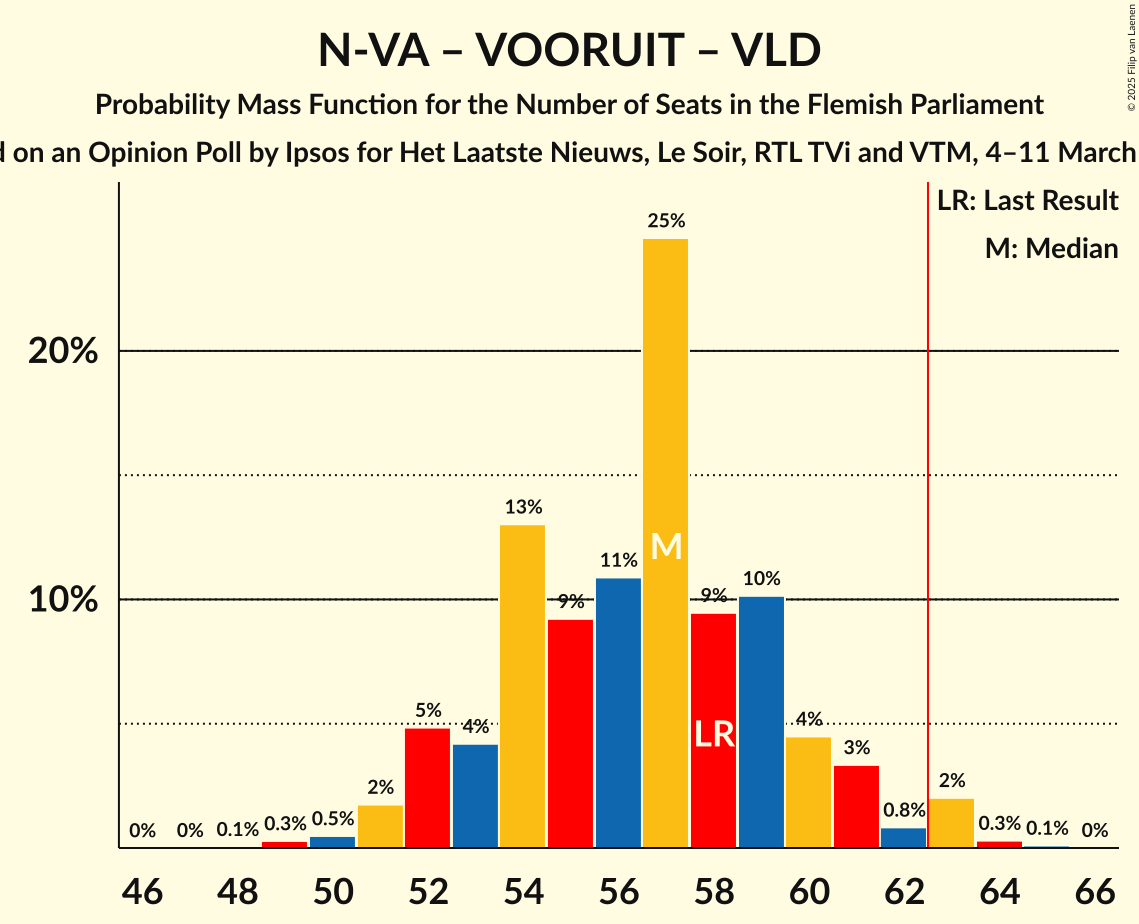 N-VA – VOORUIT – VLD
Probability Mass Function for the Number of Seats in the Flemish Parliament
d on an Opinion Poll by Ipsos for Het Laatste Nieuws, Le Soir, RTL TVi and VTM, 4–11 March
© 2025 Filip van Laenen
LR: Last Result
M: Median
20%
10%
0% 0% 0.1% 0.3% 0.5% 2% 5% 4% 13% 9% 11% 25% 9% 10% 4% 3% 0.8% 2% 0.3% 0.1% 0%
M
LR
46 48 50 52 54 56 58 60 62 64 66